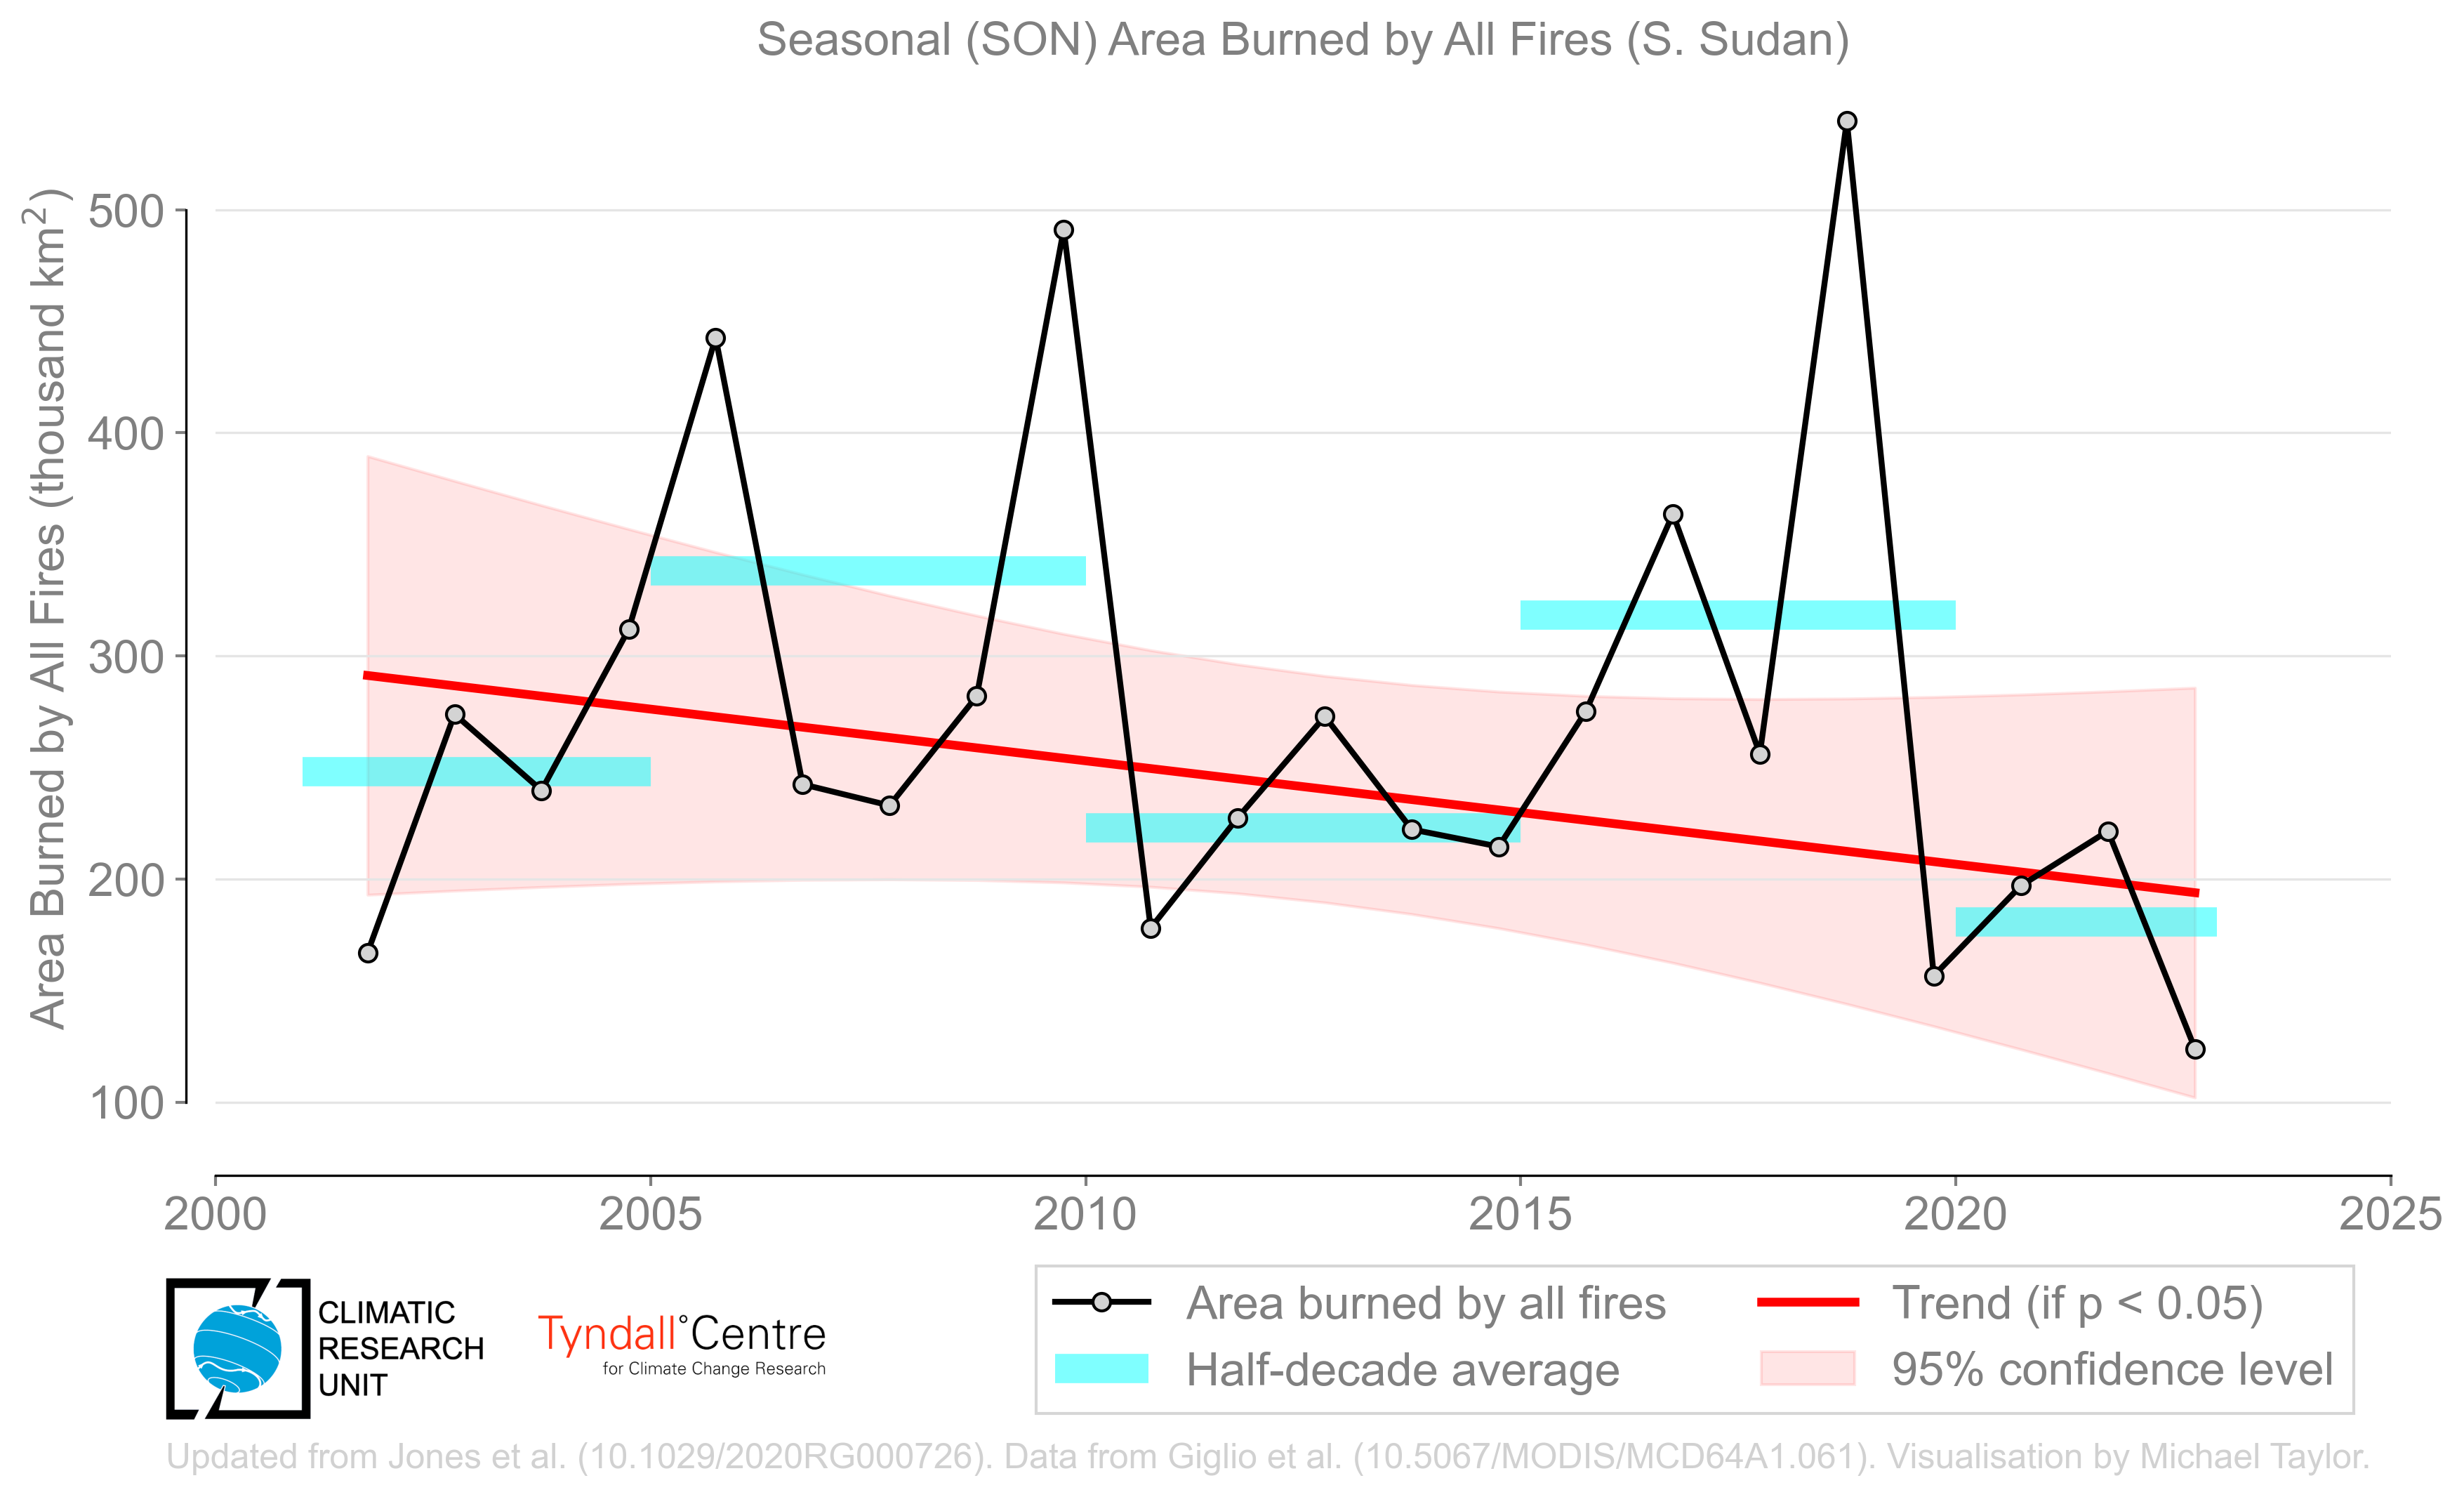 Seasonal (SON) Area Burned by All Fires (S. Sudan)
Area Burned by All Fires (thousand km²)
500
400
300
200
100
2000 2005 2010 2015 2020 2025
CLIMATIC
RESEARCH
UNIT
Tyndall°Centre
for Climate Change Research
Area burned by all fires
Half-decade average
Trend (if p < 0.05)
95% confidence level
Updated from Jones et al. (10.1029/2020RG000726). Data from Giglio et al. (10.5067/MODIS/MCD64A1.061). Visualisation by Michael Taylor.